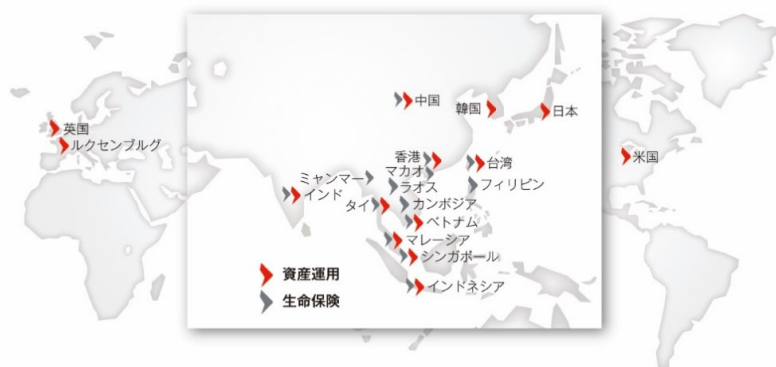 中国
韓国
日本
英国
ルクセンブルグ
米国
香港
台湾
マカオ
ミャンマー
ラオス
フィリピン
インド
タイ
カンボジア
ベトナム
マレーシア
シンガポール
資産運用
インドネシア
生命保険